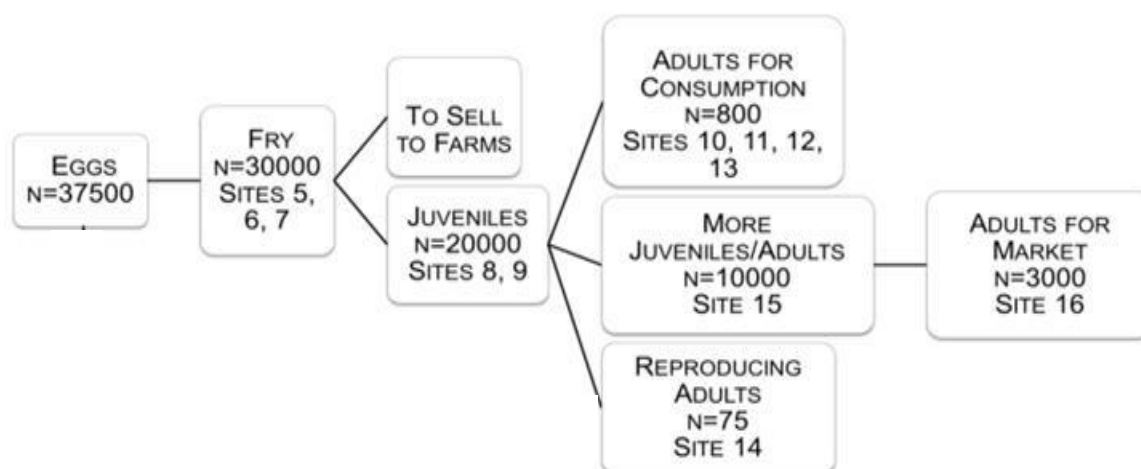 EGGS
N=37500
FRY
N=30000
SITES 5,
6, 7
TO SELL
TO FARMS
JUVENILES
N=20000
SITES 8, 9
ADULTS FOR
CONSUMPTION
N=800
SITES 10, 11, 12,
13
MORE
JUVENILES/ADULTS
N=10000
SITE 15
REPRODUCING
ADULTS
N=75
SITE 14
ADULTS FOR
MARKET
N=3000
SITE 16